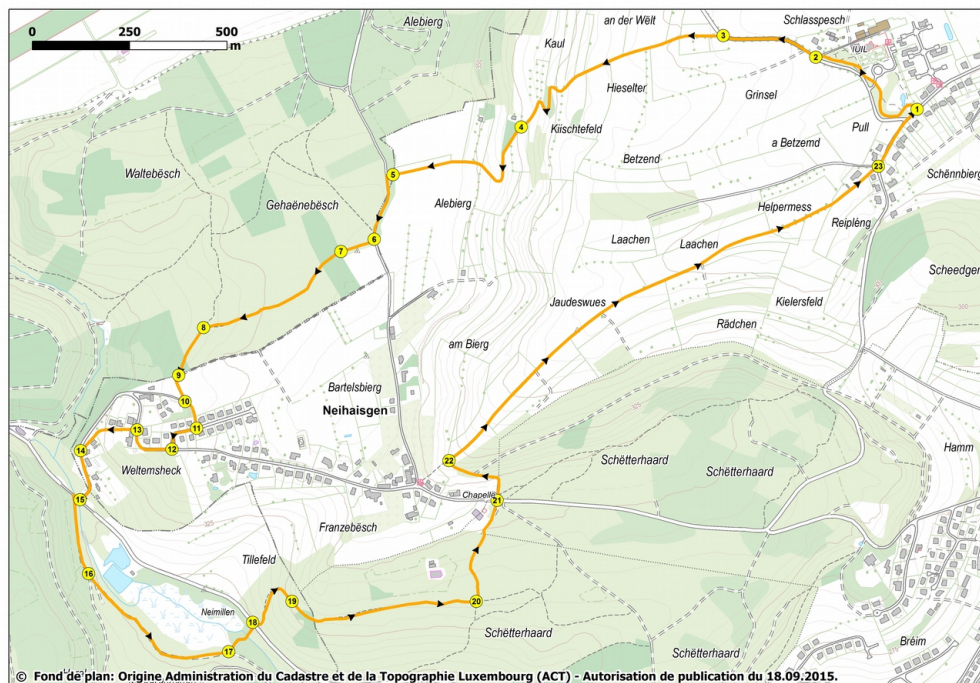 0 250 500
m
Alebierg
an der Wëlt
Schlasspesch
Kaul
3
2
Hieselter
Grinsel
1
Pull
4
Kiischtefeld
a Betzemd
Betzend
23
Schënnbierg
Waltebësch
5
Gehaënebësch
Alebierg
Helpermess
Reipléng
6
Laachen
Laachen
7
Scheedgen
Jaudeswues
Kielersfeld
8
Rädchen
am Bierg
9
Bartelsbierg
10
Neihaisgen
11
13
12
14
22
Hamm
Weltemsheck
Schëtterhaard
Schëtterhaard
Chapelle
21
15
Franzebësch
Tillefeld
16
19
20
Neimillen
18
Schëtterhaard
Brëim
17
Schëtterhaard
© Fond de plan: Origine Administration du Cadastre et de la Topographie Luxembourg (ACT) - Autorisation de publication du 18.09.2015.